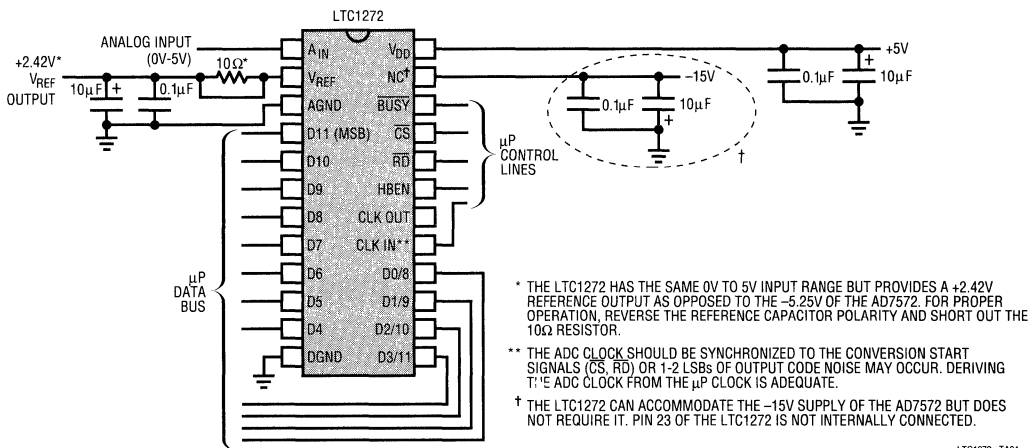 LTC1272
ANALOG INPUT
(0V-5V)
+2.42V*
VREF
OUTPUT
10µF
+
0.1µF
10Ω*
AIN
VREF
AGND
D11 (MSB)
D10
D9
D8
D7
D6
D5
D4
DGND
VDD
NC†
BUSY
CS
RD
HBEN
CLK OUT
CLK IN**
D0/8
D1/9
D2/10
D3/11
µP
DATA
BUS
µP
CONTROL
LINES
+5V
0.1µF
+
10µF
–15V
0.1µF
10µF
+
†
* THE LTC1272 HAS THE SAME 0V TO 5V INPUT RANGE BUT PROVIDES A +2.42V
REFERENCE OUTPUT AS OPPOSED TO THE –5.25V OF THE AD7572. FOR PROPER
OPERATION, REVERSE THE REFERENCE CAPACITOR POLARITY AND SHORT OUT THE
10Ω RESISTOR.
** THE ADC CLOCK SHOULD BE SYNCHRONIZED TO THE CONVERSION START
SIGNALS (CS, RD) OR 1-2 LSBs OF OUTPUT CODE NOISE MAY OCCUR. DERIVING
THE ADC CLOCK FROM THE µP CLOCK IS ADEQUATE.
† THE LTC1272 CAN ACCOMMODATE THE –15V SUPPLY OF THE AD7572 BUT DOES
NOT REQUIRE IT. PIN 23 OF THE LTC1272 IS NOT INTERNALLY CONNECTED.